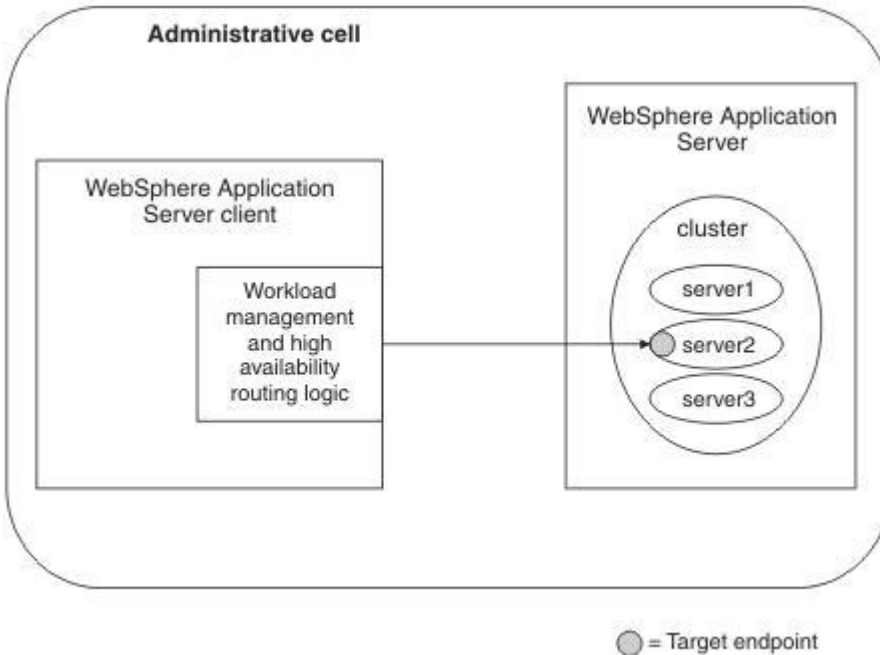 Administrative cell
WebSphere Application
Server client
Workload
management
and high
availability
routing logic
WebSphere Application
Server
cluster
server1
server2
server3
= Target endpoint